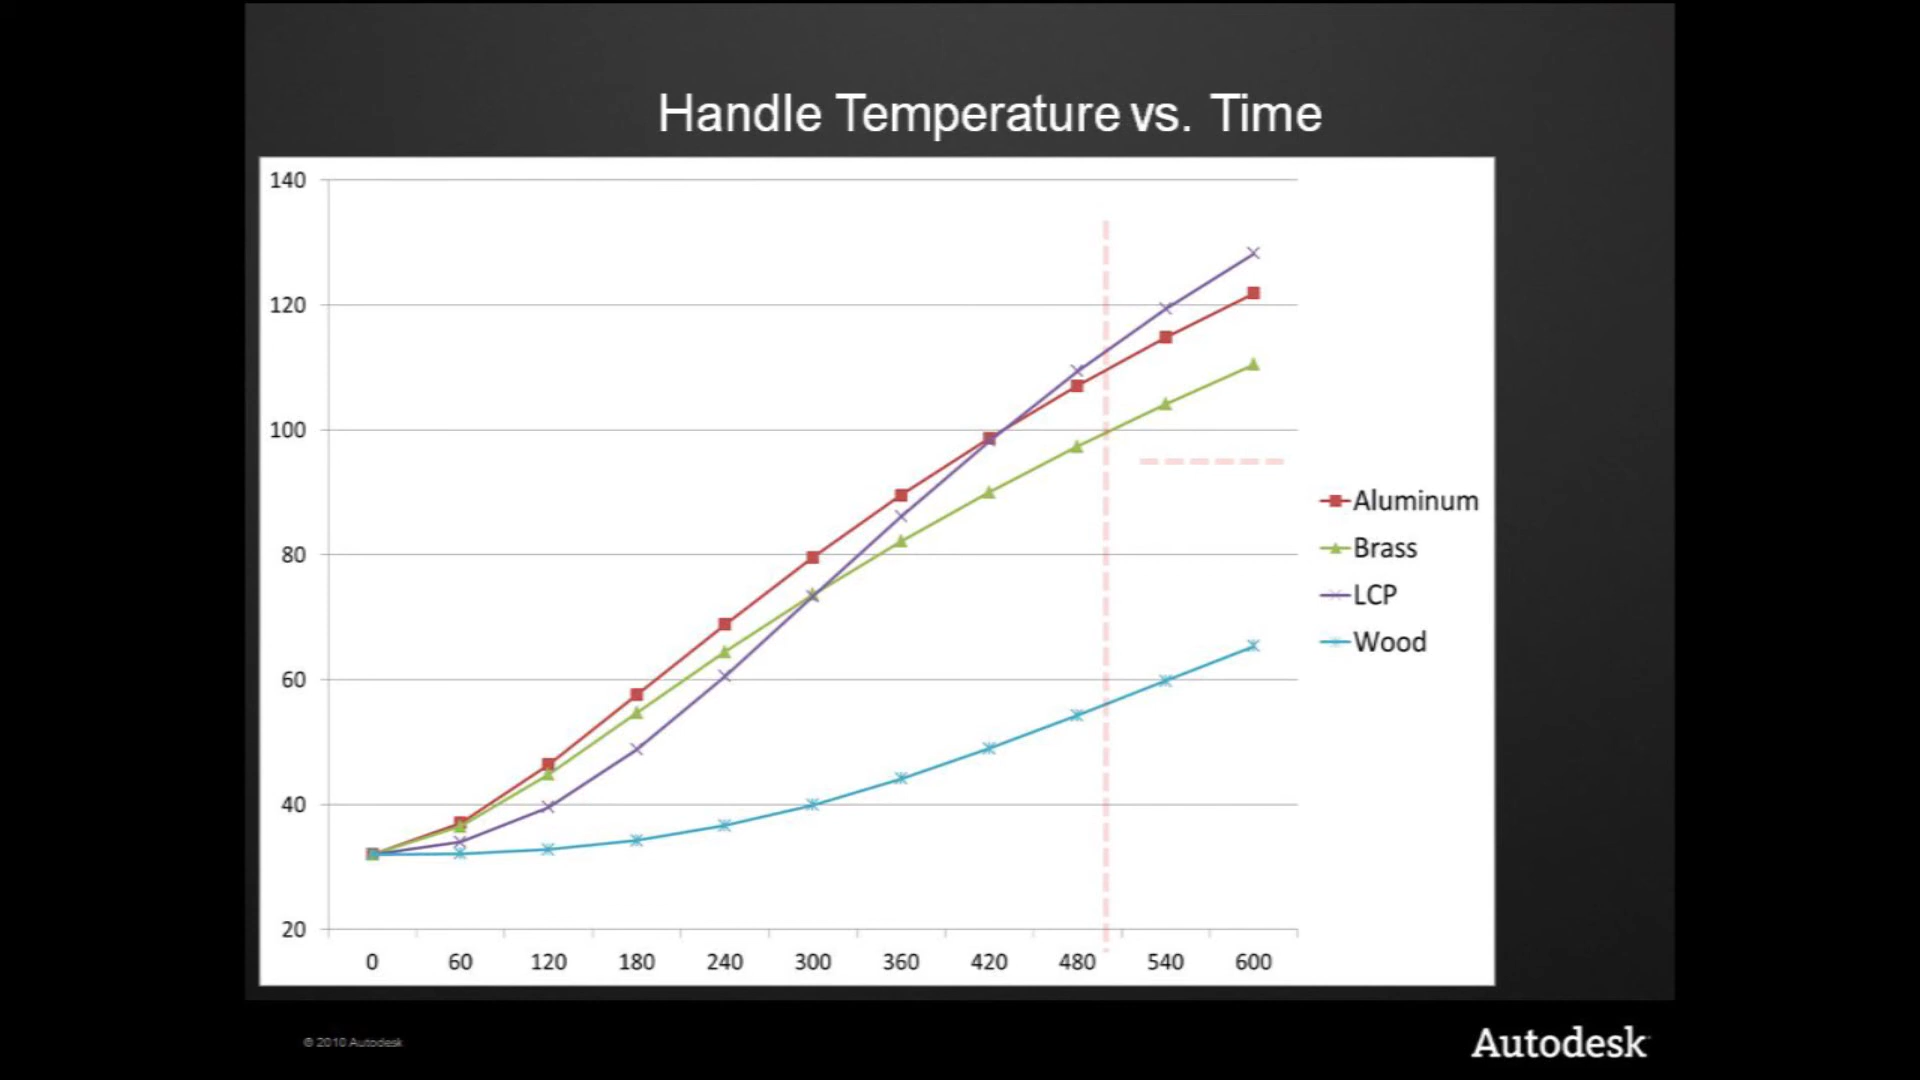 Handle Temperature vs. Time
140
120
100
80
60
40
20
0 60 120 180 240 300 360 420 480 540 600
Aluminum
Brass
LCP
Wood
© 2010 Autodesk
Autodesk